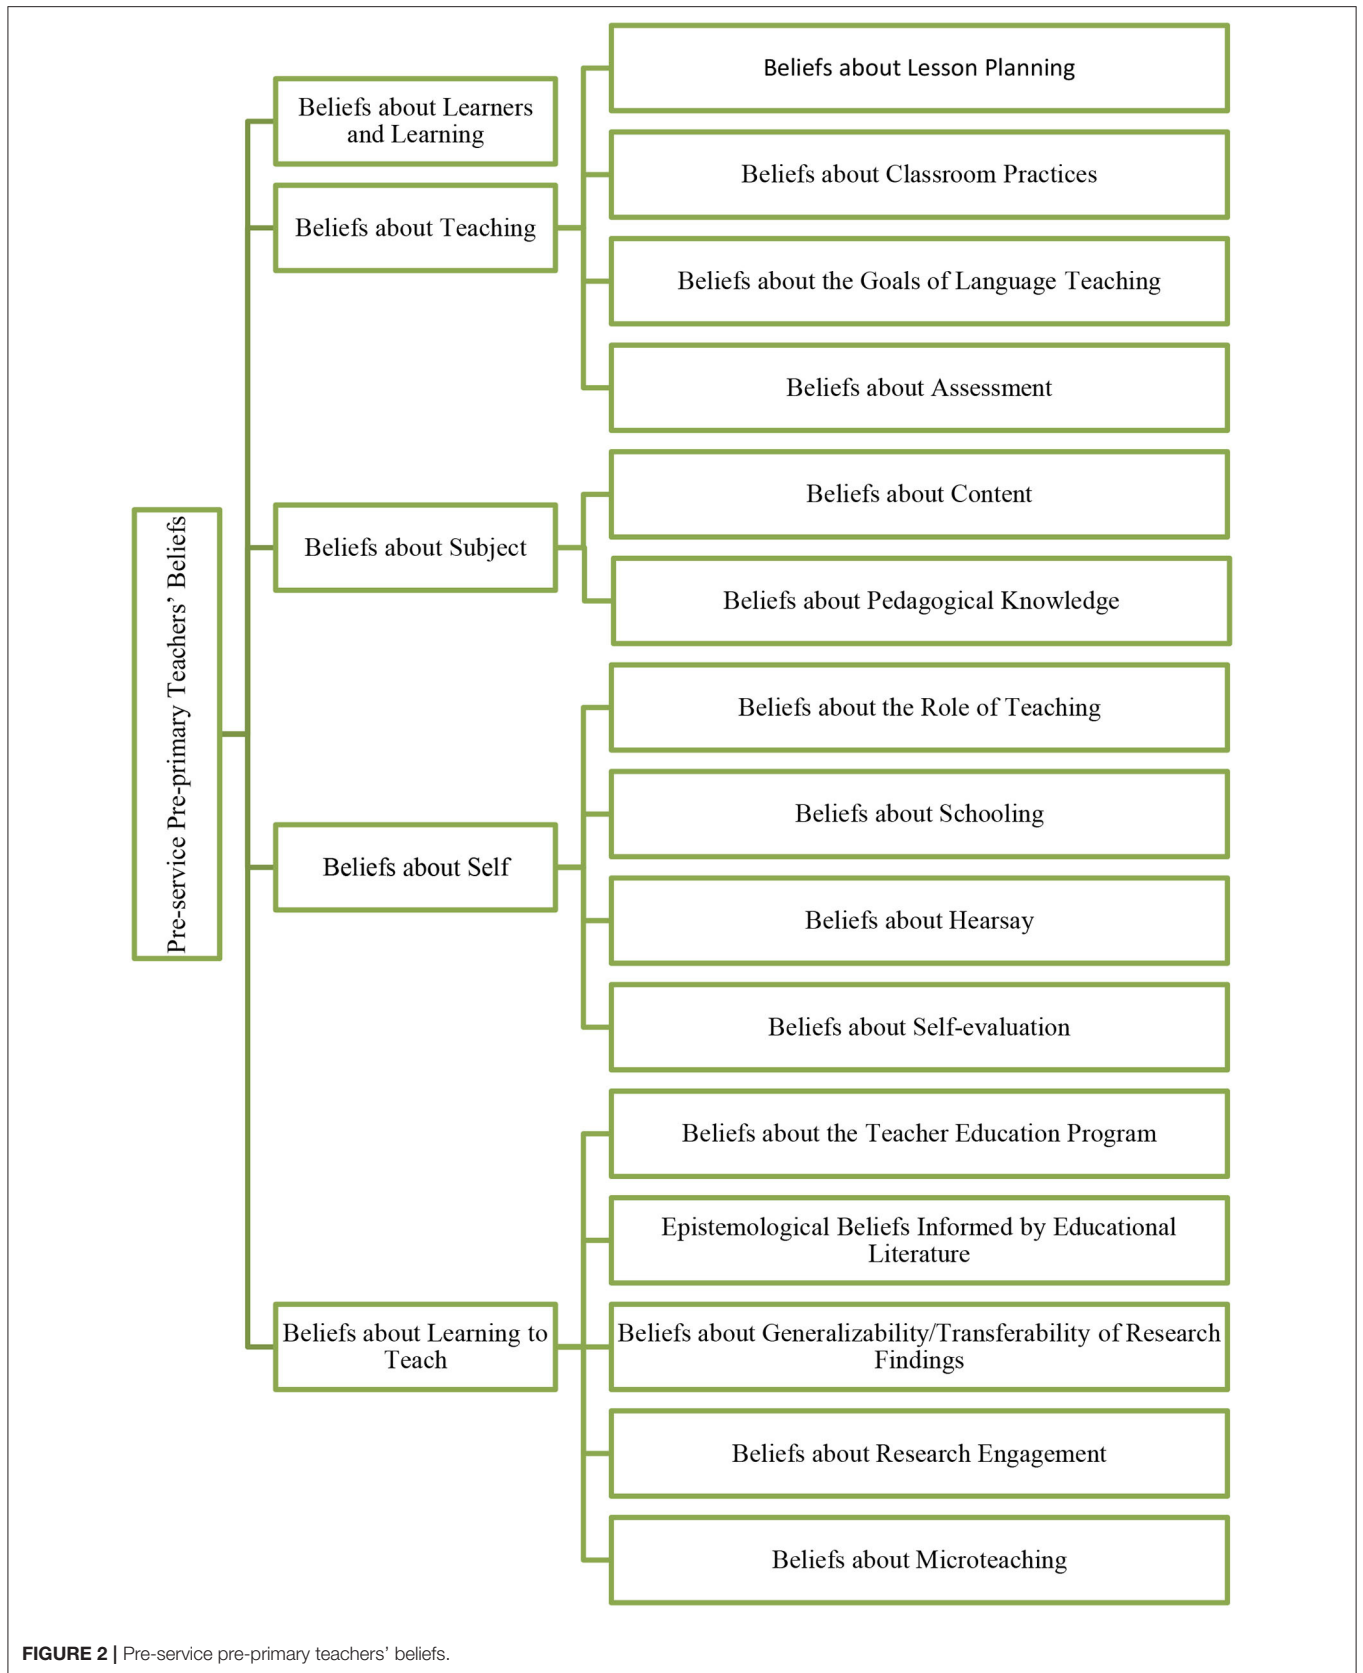 Pre-service Pre-primary Teachers’ Beliefs
Beliefs about Learners
and Learning
Beliefs about Teaching
Beliefs about Lesson Planning
Beliefs about Classroom Practices
Beliefs about the Goals of Language Teaching
Beliefs about Assessment
Beliefs about Subject
Beliefs about Content
Beliefs about Pedagogical Knowledge
Beliefs about Self
Beliefs about the Role of Teaching
Beliefs about Schooling
Beliefs about Hearsay
Beliefs about Self-evaluation
Beliefs about Learning to
Teach
Beliefs about the Teacher Education Program
Epistemological Beliefs Informed by Educational
Literature
Beliefs about Generalizability/Transferability of Research
Findings
Beliefs about Research Engagement
Beliefs about Microteaching
FIGURE 2 | Pre-service pre-primary teachers’ beliefs.